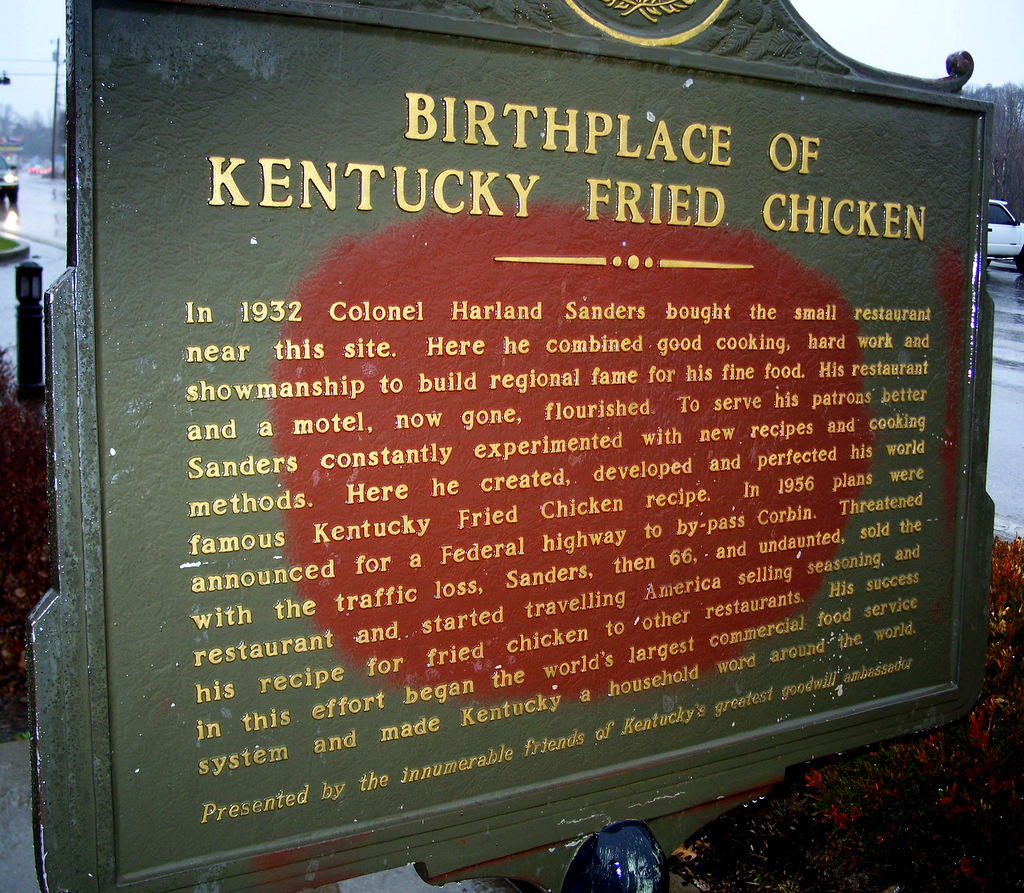 BIRTHPLACE OF
KENTUCKY FRIED CHICKEN
In 1932 Colonel Harland Sanders bought the small restaurant
near this site. Here he combined good cooking, hard work and
showmanship to build regional fame for his fine food. His restaurant
and a motel, now gone, flourished. To serve his patrons better
Sanders constantly experimented with new recipes and cooking
methods. Here he created, developed and perfected his world
famous Kentucky Fried Chicken recipe. In 1956 plans were
announced for a Federal highway to by-pass Corbin. Threatened
with the traffic loss, Sanders, then 66, and undaunted, sold the
restaurant and started travelling America selling seasoning and
his recipe for fried chicken to other restaurants. His success
in this effort began the world's largest commercial food service
system and made Kentucky a household word around the world.
Presented by the innumerable friends of Kentucky's greatest goodwill ambassador